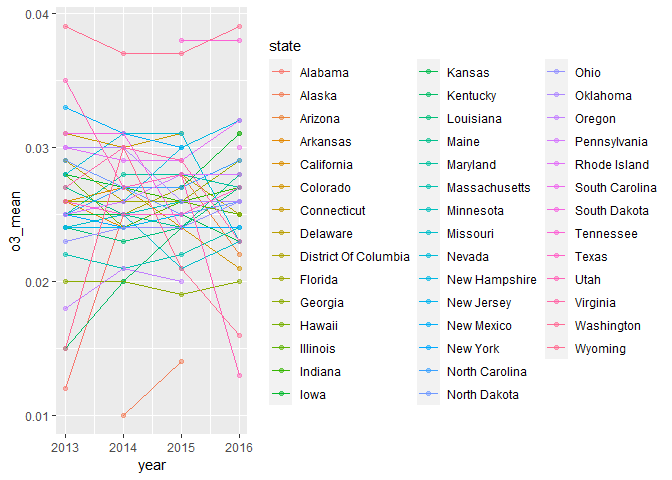 0.04
0.03
0.02
0.01
o3_mean
2013 2014 2015 2016
year
state
Alabama
Alaska
Arizona
Arkansas
California
Colorado
Connecticut
Delaware
District Of Columbia
Florida
Georgia
Hawaii
Illinois
Indiana
Iowa
Kansas
Kentucky
Louisiana
Maine
Maryland
Massachusetts
Minnesota
Missouri
Nevada
New Hampshire
New Jersey
New Mexico
New York
North Carolina
North Dakota
Ohio
Oklahoma
Oregon
Pennsylvania
Rhode Island
South Carolina
South Dakota
Tennessee
Texas
Utah
Virginia
Washington
Wyoming